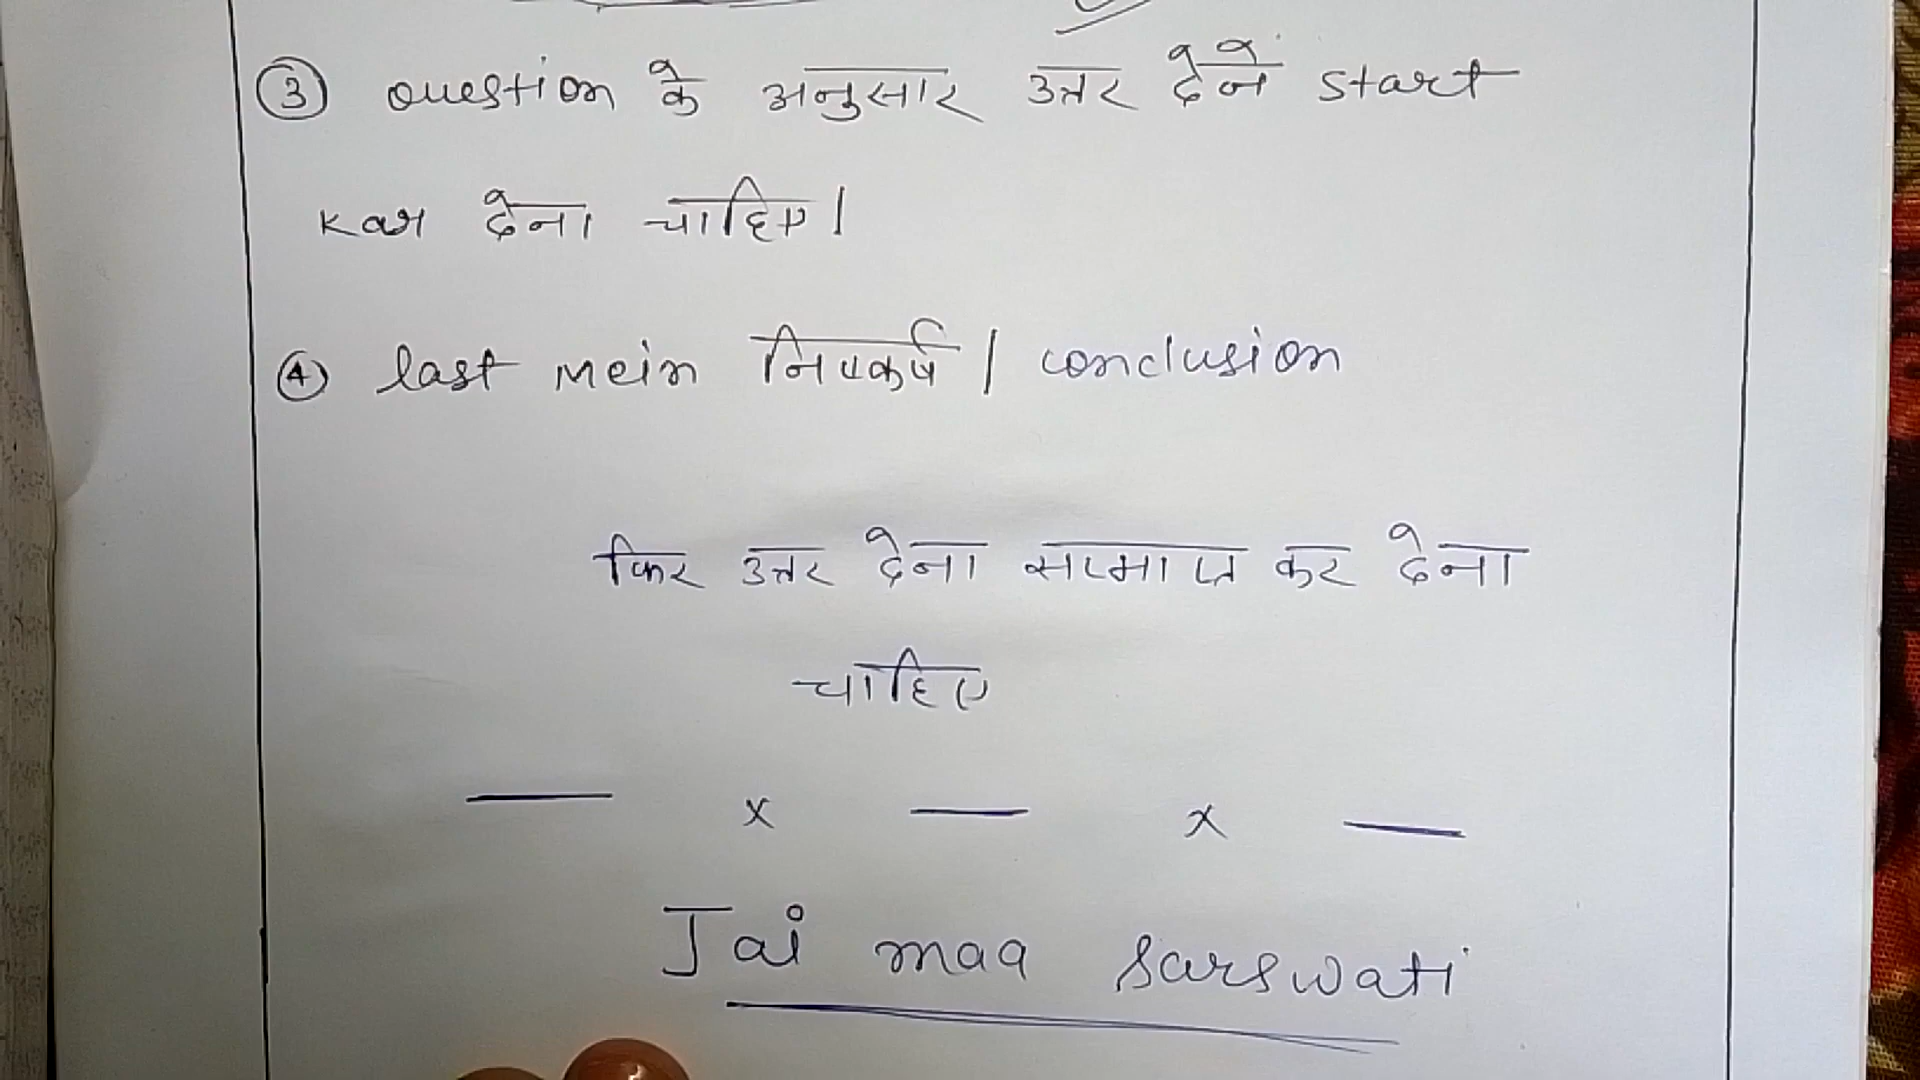 ③ question के अनुसार उत्तर देने start
kar देना चाहिए।
④ last mein निष्कर्ष / conclusion
फिर उत्तर देना समाप्त कर देना
चाहिए
— x — x —
Jai maa sarswati